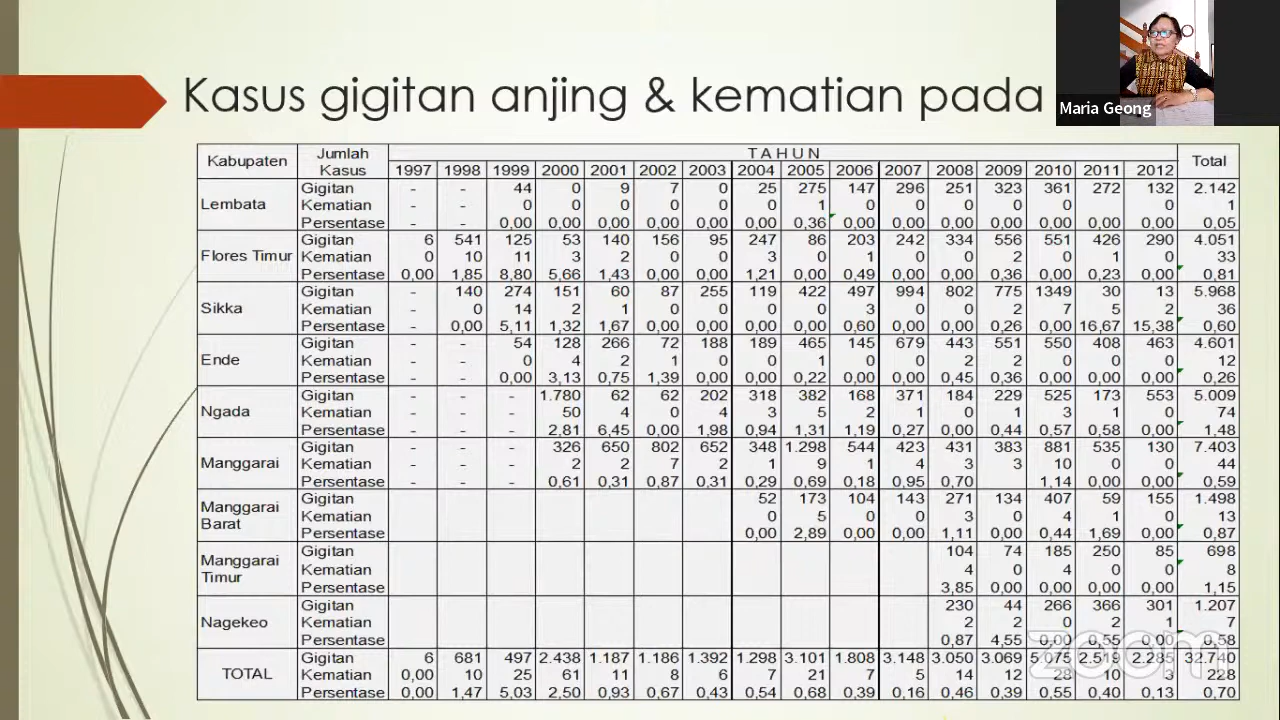 Kasus gigitan anjing & kematian pada
Maria Geong
Kabupaten Jumlah Kasus T A H U N Total
1997 1998 1999 2000 2001 2002 2003 2004 2005 2006 2007 2008 2009 2010 2011 2012
Lembata
Gigitan - - 44 0 9 7 0 25 275 147 296 251 323 361 272 132 2.142
Kematian - - 0 0 0 0 0 0 1 0 0 0 0 0 0 0 1
Persentase - - 0,00 0,00 0,00 0,00 0,00 0,00 0,36 0,00 0,00 0,00 0,00 0,00 0,00 0,00 0,05
Flores Timur
Gigitan 6 541 125 53 140 156 95 247 86 203 242 334 556 551 426 290 4.051
Kematian 0 10 11 3 2 0 0 3 0 1 0 0 2 0 1 0 33
Persentase 0,00 1,85 8,80 5,66 1,43 0,00 0,00 1,21 0,00 0,49 0,00 0,00 0,36 0,00 0,23 0,00 0,81
Sikka
Gigitan - 140 274 151 60 87 255 119 422 497 994 802 775 1349 30 13 5.968
Kematian - 0 14 2 1 0 0 0 0 3 0 0 2 7 5 2 36
Persentase - 0,00 5,11 1,32 1,67 0,00 0,00 0,00 0,00 0,60 0,00 0,00 0,26 0,00 16,67 15,38 0,60
Ende
Gigitan - - 54 128 266 72 188 189 465 145 679 443 551 550 408 463 4.601
Kematian - - 0 4 2 1 0 0 1 0 0 2 2 0 0 0 12
Persentase - - 0,00 3,13 0,75 1,39 0,00 0,00 0,22 0,00 0,00 0,45 0,36 0,00 0,00 0,00 0,26
Ngada
Gigitan - - - 1.780 62 62 202 318 382 168 371 184 229 525 173 553 5.009
Kematian - - - 50 4 0 4 3 5 2 1 0 1 3 1 0 74
Persentase - - - 2,81 6,45 0,00 1,98 0,94 1,31 1,19 0,27 0,00 0,44 0,57 0,58 0,00 1,48
Manggarai
Gigitan - - - 326 650 802 652 348 1.298 544 423 431 383 881 535 130 7.403
Kematian - - - 2 2 7 2 1 9 1 4 3 3 10 0 0 44
Persentase - - - 0,61 0,31 0,87 0,31 0,29 0,69 0,18 0,95 0,70 1,14 0,00 0,00 0,59
Manggarai Barat
Gigitan 52 173 104 143 271 134 407 59 155 1.498
Kematian 0 5 0 0 3 0 4 1 0 13
Persentase 0,00 2,89 0,00 0,00 1,11 0,00 0,44 1,69 0,00 0,87
Manggarai Timur
Gigitan 104 74 185 250 85 698
Kematian 4 0 4 0 0 8
Persentase 3,85 0,00 0,00 0,00 0,00 1,15
Nagekeo
Gigitan 230 44 266 366 301 1.207
Kematian 2 2 0 2 1 7
Persentase 0,87 4,55 0,00 0,55 0,00 0,58
TOTAL
Gigitan 6 681 497 2.438 1.187 1.186 1.392 1.298 3.101 1.808 3.148 3.050 3.069 5.075 2.519 2.285 32.740
Kematian 0,00 10 25 61 11 8 6 7 21 7 5 14 12 28 10 3 228
Persentase 0,00 1,47 5,03 2,50 0,93 0,67 0,43 0,54 0,68 0,39 0,16 0,46 0,39 0,55 0,40 0,13 0,70
zoom